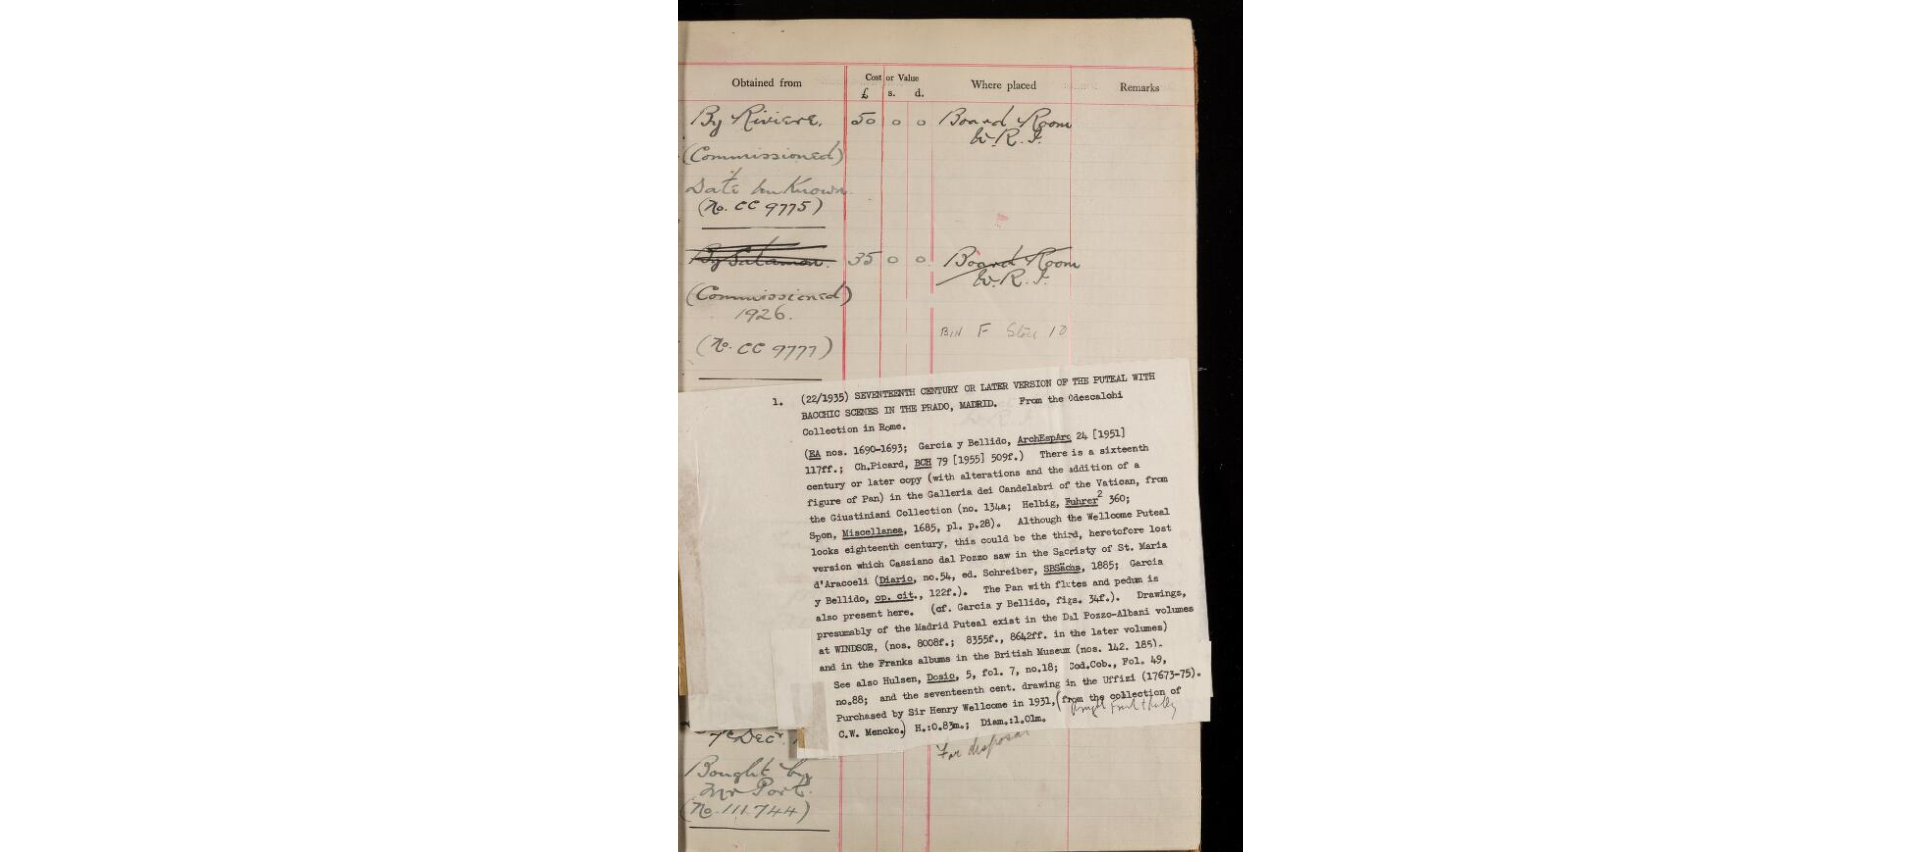 Obtained from
Cost or Value
£ s. d.
Where placed
Remarks
By Riviere. 50 0 0 Board Room
W.R.I.
(Commissioned)
Date unknown
(No. CC 9775)
By Salaman. 35 0 0 Board Room
W.R.I.
(Commissioned)
1926.
BIN F Store 10
(No. CC 9777)
1. (22/1935) SEVENTEENTH CENTURY OR LATER VERSION OF THE PUTEAL WITH
BACCHIC SCENES IN THE PRADO, MADRID. From the Odescalchi
Collection in Rome.
(EA nos. 1690-1693; Garcia y Bellido, ArchEspArc 24 [1951]
117ff.; Ch.Picard, BCH 79 [1955] 509f.) There is a sixteenth
century or later copy (with alterations and the addition of a
figure of Pan) in the Galleria dei Candelabri of the Vatican, from
the Giustiniani Collection (no. 134a; Helbig, Fuhrer2 360;
Spon, Miscellanea, 1685, pl. p.28). Although the Wellcome Puteal
looks eighteenth century, this could be the third, heretofore lost
version which Cassiano dal Pozzo saw in the Sacristy of St. Maria
d'Aracoeli (Diario, no.54, ed. Schreiber, SBSächs, 1885; Garcia
y Bellido, op. cit., 122f.). The Pan with flutes and pedum is
also present here. (cf. Garcia y Bellido, figs. 34f.). Drawings,
presumably of the Madrid Puteal exist in the Dal Pozzo-Albani volumes
at WINDSOR, (nos. 8008f.; 8355f., 8642ff. in the later volumes)
and in the Franks albums in the British Museum (nos. 142. 185).
See also Hulsen, Dosio, 5, fol. 7, no.18; Cod.Cob., Fol. 49,
no.88; and the seventeenth cent. drawing in the Uffizi (17673-75).
Purchased by Sir Henry Wellcome in 1931,(from the collection of
C.W. Mencke.) H.:0.83m.; Diam.:1.01m.
Knight Frank & Rutley
7th Dec.
For disposal
Bought by
Mr Port.
(No. 111.744)